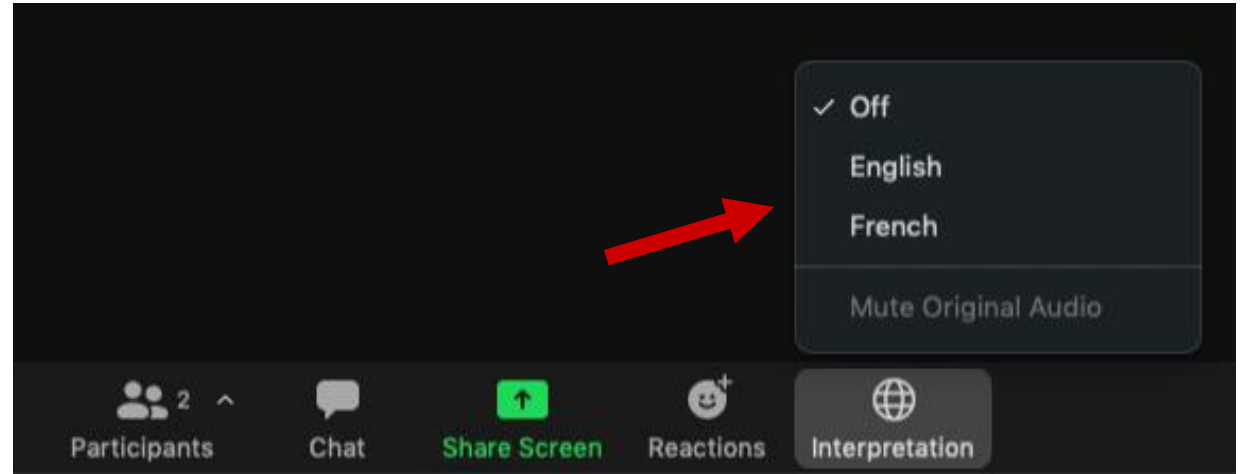 Off
English
French
Mute Original Audio
2
Participants
Chat
Share Screen
Reactions
Interpretation